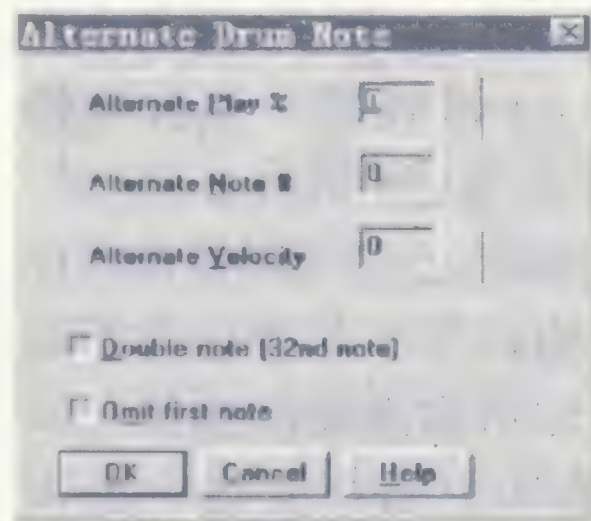 Alternate Drum Note
Alternate Play %
0
Alternate Note #
0
Alternate Velocity
0
Double note (32nd note)
Omit first note
OK Cancel Help